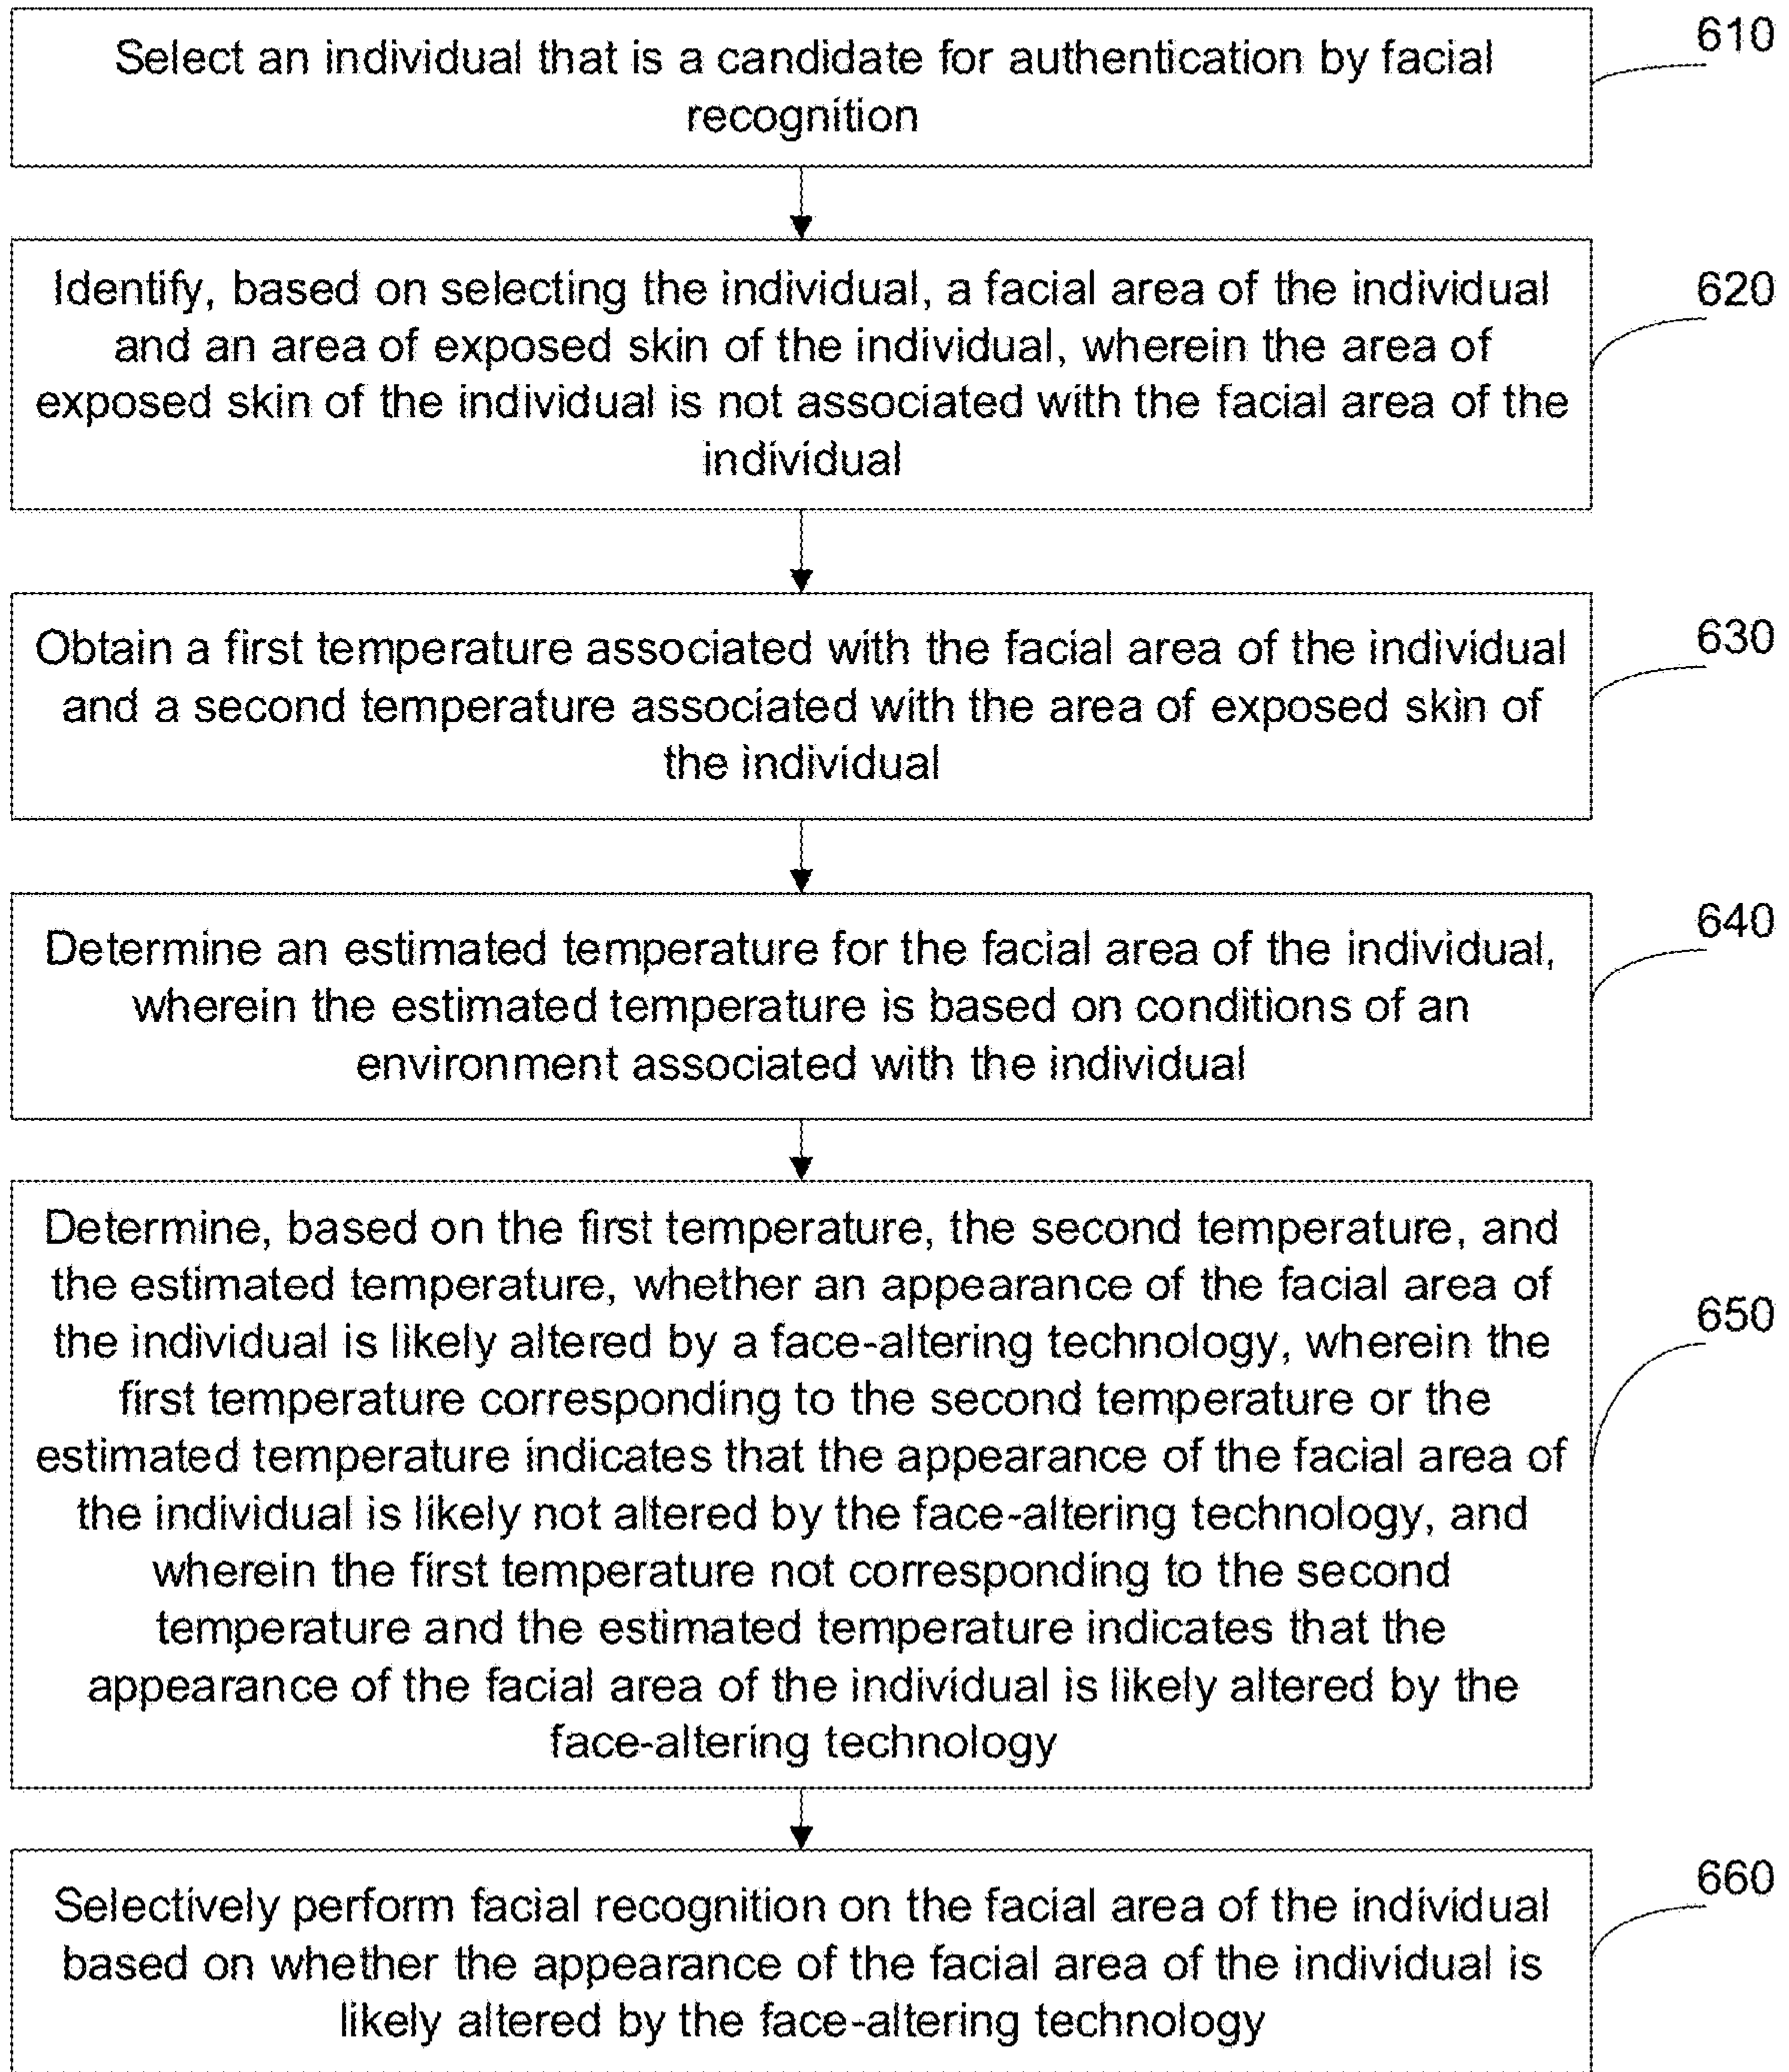 Select an individual that is a candidate for authentication by facial
recognition
610
Identify, based on selecting the individual, a facial area of the individual
and an area of exposed skin of the individual, wherein the area of
exposed skin of the individual is not associated with the facial area of the
individual
620
Obtain a first temperature associated with the facial area of the individual
and a second temperature associated with the area of exposed skin of
the individual
630
Determine an estimated temperature for the facial area of the individual,
wherein the estimated temperature is based on conditions of an
environment associated with the individual
640
Determine, based on the first temperature, the second temperature, and
the estimated temperature, whether an appearance of the facial area of
the individual is likely altered by a face-altering technology, wherein the
first temperature corresponding to the second temperature or the
estimated temperature indicates that the appearance of the facial area of
the individual is likely not altered by the face-altering technology, and
wherein the first temperature not corresponding to the second
temperature and the estimated temperature indicates that the
appearance of the facial area of the individual is likely altered by the
face-altering technology
650
Selectively perform facial recognition on the facial area of the individual
based on whether the appearance of the facial area of the individual is
likely altered by the face-altering technology
660